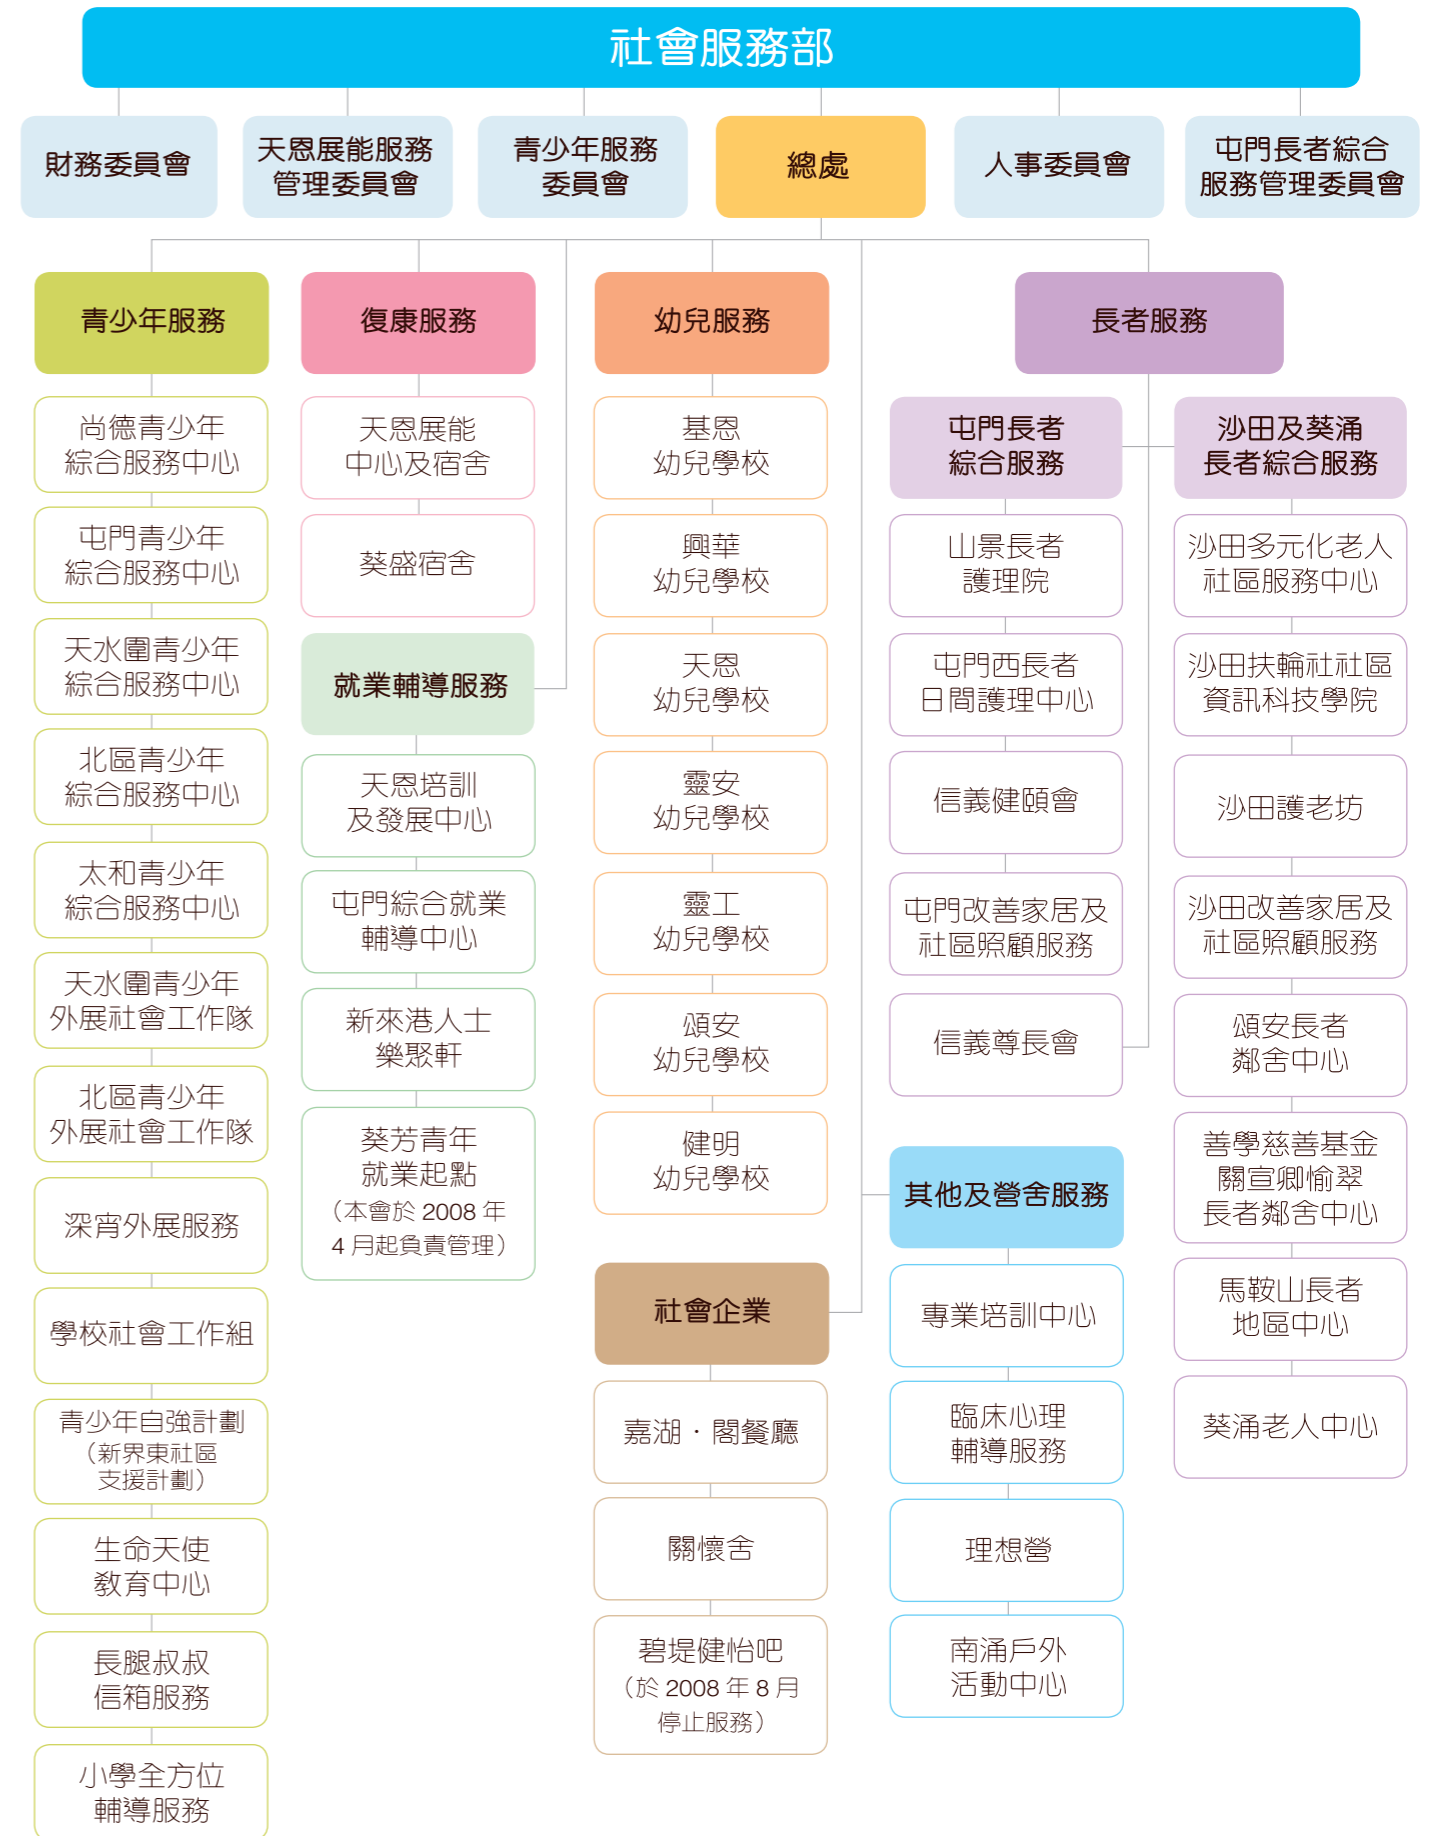 社會服務部
財務委員會
天恩展能服務
管理委員會
青少年服務
委員會
總處
人事委員會
屯門長者綜合
服務管理委員會
青少年服務
尚德青少年
綜合服務中心
屯門青少年
綜合服務中心
天水圍青少年
綜合服務中心
北區青少年
綜合服務中心
太和青少年
綜合服務中心
天水圍青少年
外展社會工作隊
北區青少年
外展社會工作隊
深宵外展服務
學校社會工作組
青少年自強計劃
（新界東社區
支援計劃）
生命天使
教育中心
長腿叔叔
信箱服務
小學全方位
輔導服務
復康服務
天恩展能
中心及宿舍
葵盛宿舍
就業輔導服務
天恩培訓
及發展中心
屯門綜合就業
輔導中心
新來港人士
樂聚軒
葵芳青年
就業起點
（本會於 2008 年
4 月起負責管理）
幼兒服務
基恩
幼兒學校
興華
幼兒學校
天恩
幼兒學校
靈安
幼兒學校
靈工
幼兒學校
頌安
幼兒學校
健明
幼兒學校
社會企業
嘉湖．閣餐廳
關懷舍
碧堤健怡吧
（於 2008 年 8 月
停止服務）
長者服務
屯門長者
綜合服務
山景長者
護理院
屯門西長者
日間護理中心
信義健頤會
屯門改善家居及
社區照顧服務
信義尊長會
其他及營舍服務
專業培訓中心
臨床心理
輔導服務
理想營
南涌戶外
活動中心
沙田及葵涌
長者綜合服務
沙田多元化老人
社區服務中心
沙田扶輪社社區
資訊科技學院
沙田護老坊
沙田改善家居及
社區照顧服務
頌安長者
鄰舍中心
善學慈善基金
關宣卿愉翠
長者鄰舍中心
馬鞍山長者
地區中心
葵涌老人中心